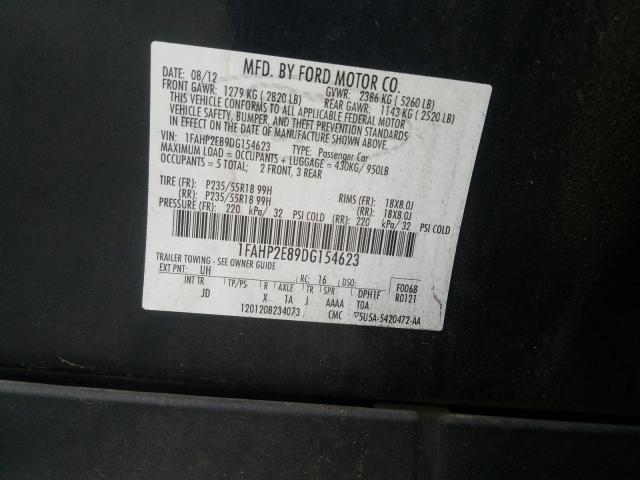 MFD. BY FORD MOTOR CO.
DATE: 08/12 GVWR: 2386 KG ( 5260 LB)
FRONT GAWR: 1279 KG ( 2820 LB) REAR GAWR: 1143 KG ( 2520 LB)
THIS VEHICLE CONFORMS TO ALL APPLICABLE FEDERAL MOTOR
VEHICLE SAFETY, BUMPER, AND THEFT PREVENTION STANDARDS
IN EFFECT ON THE DATE OF MANUFACTURE SHOWN ABOVE.
VIN: 1FAHP2E89DG154623 TYPE: Passenger Car
MAXIMUM LOAD = OCCUPANTS + LUGGAGE = 430KG/ 950LB
OCCUPANTS = 5 TOTAL; 2 FRONT, 3 REAR
TIRE (FR): P235/55R18 99H RIMS (FR): 18X8.0J
(RR): P235/55R18 99H (RR): 18X8.0J
PRESSURE (FR): 220 kPa/ 32 PSI COLD (RR): 220 kPa/ 32 PSI COLD
1FAHP2E89DG154623
TRAILER TOWING - SEE OWNER GUIDE
EXT PNT: UH RC: 16 DSO: F0068
INT TR TP/PS R AXLE TR SPR DPH1F R0121
JD X 1A J AAAA TOA
1201208234073 CMC ▽5U5A-5420472-AA